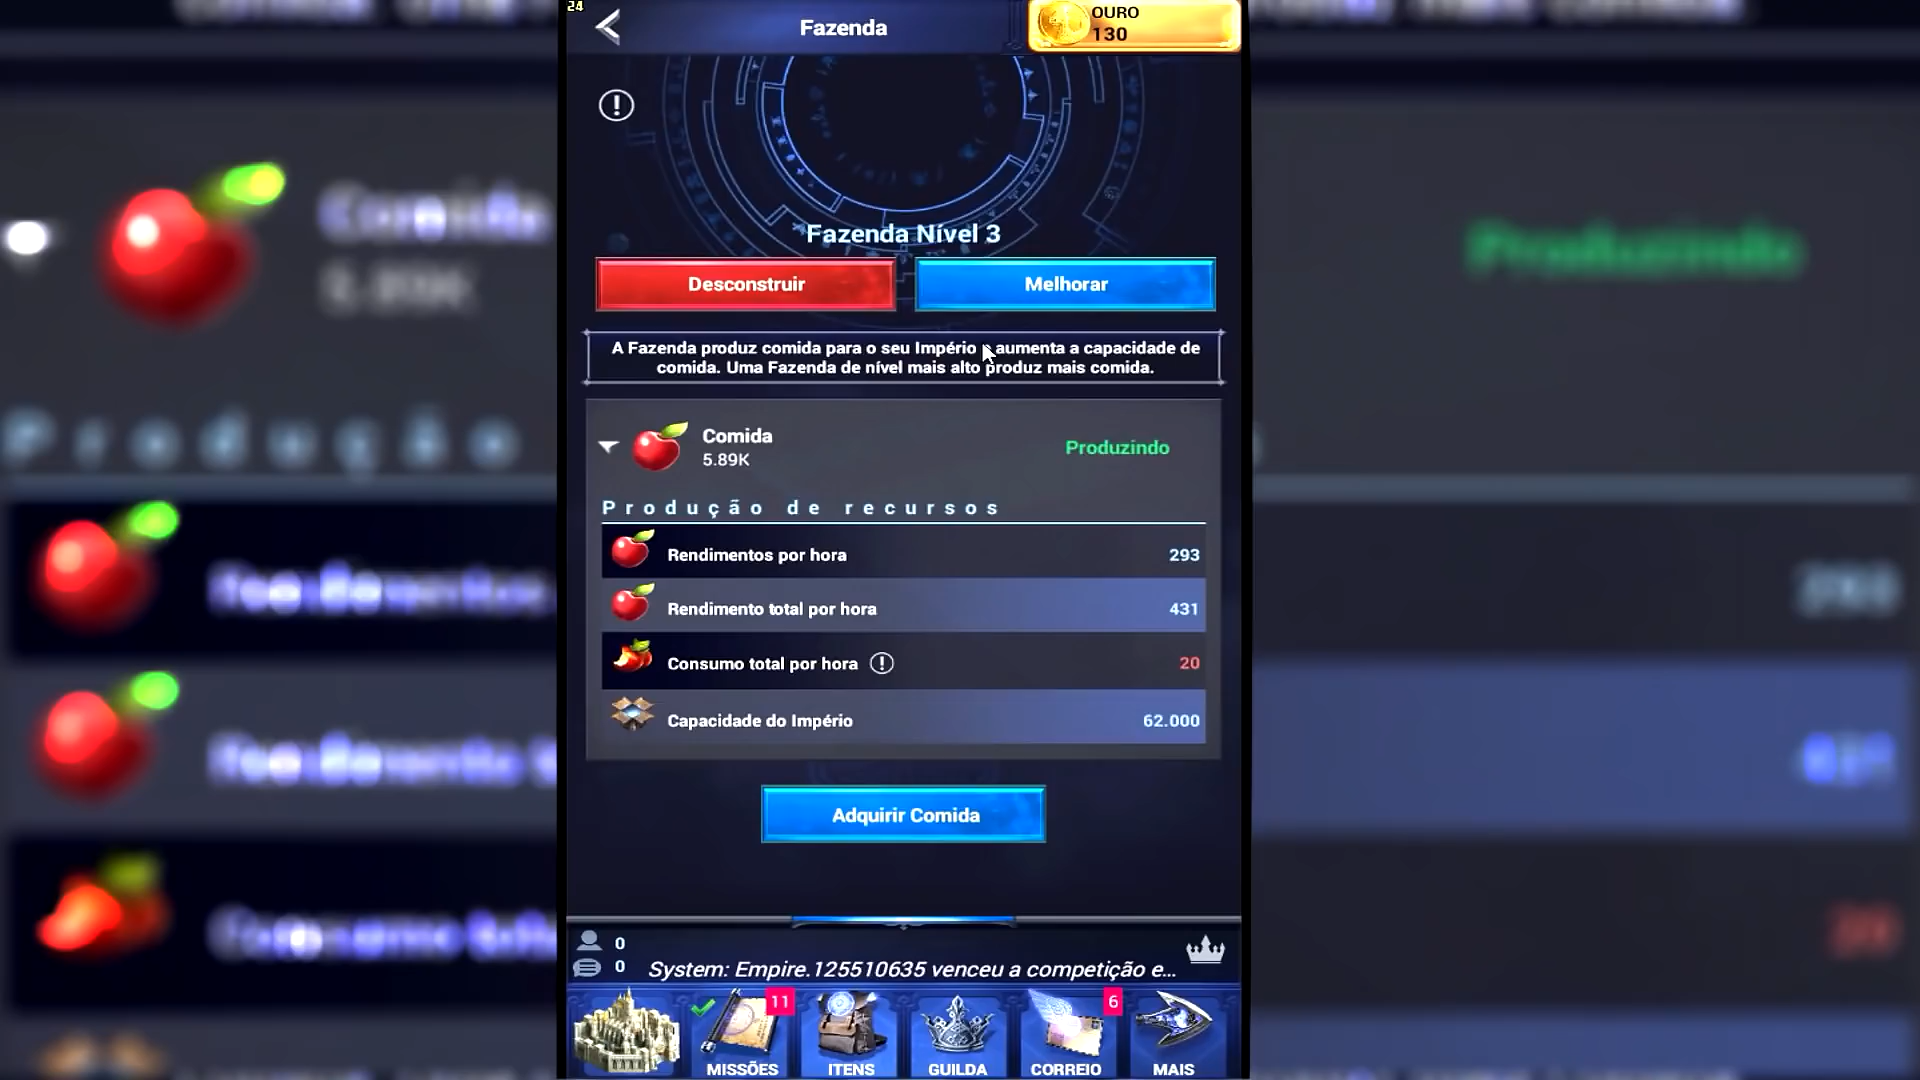 24
Fazenda
OURO
130
Fazenda Nível 3
Desconstruir
Melhorar
A Fazenda produz comida para o seu Império e aumenta a capacidade de
comida. Uma Fazenda de nível mais alto produz mais comida.
Comida
5.89K
Produzindo
Produção de recursos
Rendimentos por hora
293
Rendimento total por hora
431
Consumo total por hora
20
Capacidade do Império
62.000
Adquirir Comida
0
0
System: Empire.125510635 venceu a competição e...
11
6
MISSÕES
ITENS
GUILDA
CORREIO
MAIS